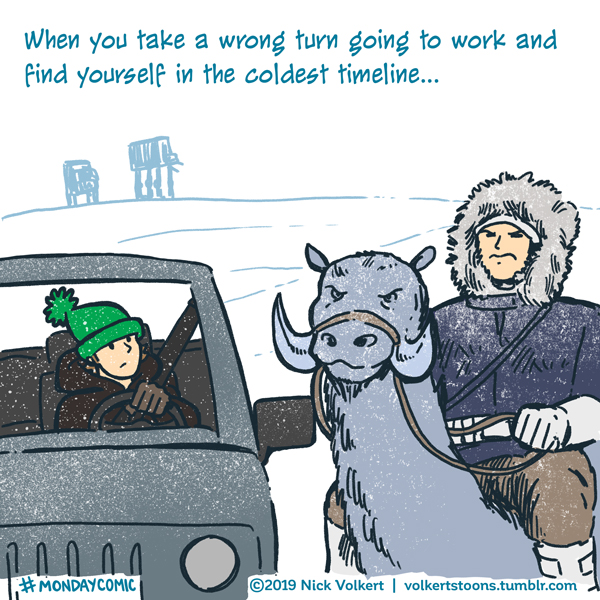 When you take a wrong turn going to work and
find yourself in the coldest timeline...
#MONDAYCOMIC
©2019 Nick Volkert | volkertstoons.tumblr.com